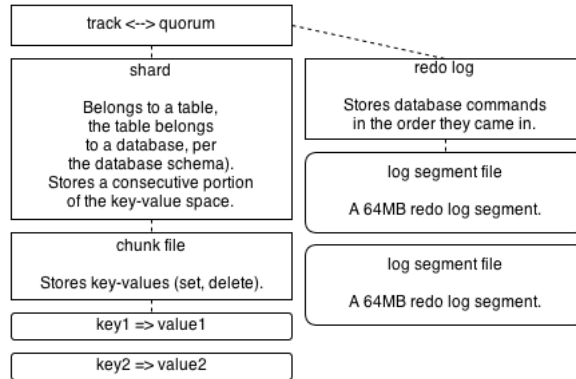 track <--> quorum
shard
Belongs to a table,
the table belongs
to a database, per
the database schema).
Stores a consecutive portion
of the key-value space.
chunk file
Stores key-values (set, delete).
key1 => value1
key2 => value2
redo log
Stores database commands
in the order they came in.
log segment file
A 64MB redo log segment.
log segment file
A 64MB redo log segment.